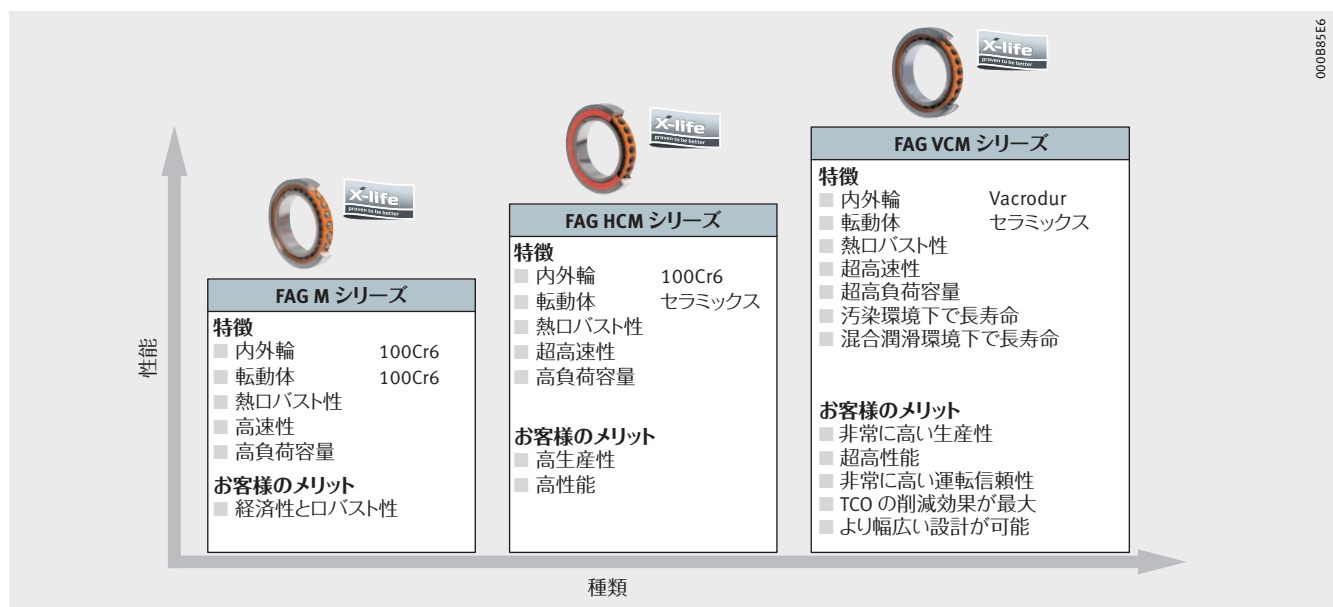 000B85E6
性能
X-life
proven to be better
FAG M シリーズ
特徴
内外輪 100Cr6
転動体 100Cr6
熱ロバスト性
高速性
高負荷容量
お客様のメリット
経済性とロバスト性
X-life
proven to be better
FAG HCM シリーズ
特徴
内外輪 100Cr6
転動体 セラミックス
熱ロバスト性
超高速性
高負荷容量
お客様のメリット
高生産性
高性能
X-life
proven to be better
FAG VCM シリーズ
特徴
内外輪 Vacrodur
転動体 セラミックス
熱ロバスト性
超高速性
超高負荷容量
汚染環境下で長寿命
混合潤滑環境下で長寿命
お客様のメリット
非常に高い生産性
超高性能
非常に高い運転信頼性
TCO の削減効果が最大
より幅広い設計が可能
種類